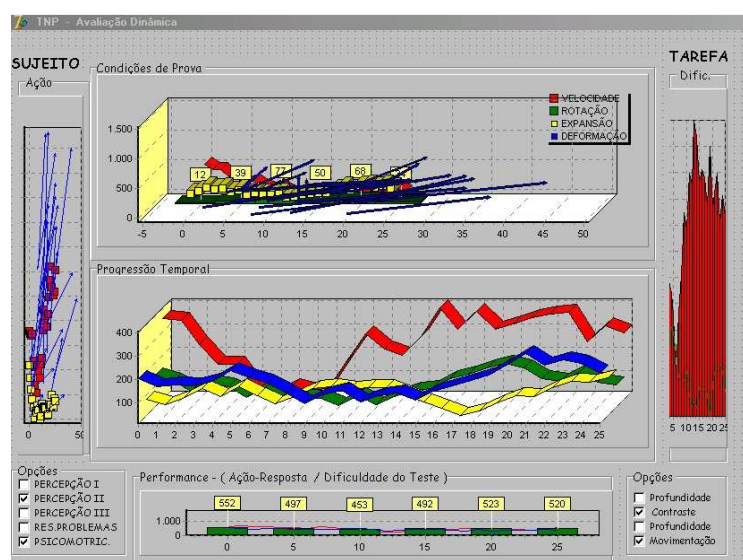 TNP - Avaliação Dinâmica
SUJEITO
Ação
0 50
Condições de Prova
VELOCIDADE
ROTAÇÃO
EXPANSÃO
DEFORMAÇÃO
1.500
1.000
500
0
12 39 77 50 68
-5 0 5 10 15 20 25 30 35 40 45 50
Progressão Temporal
400
300
200
100
0 1 2 3 4 5 6 7 8 9 10 11 12 13 14 15 16 17 18 19 20 21 22 23 24 25
TAREFA
Dific.
5 10 15 20 25
Opções
PERCEPÇÃO I
PERCEPÇÃO II
PERCEPÇÃO III
RES.PROBLEMAS
PSICOMOTRIC.
Performance - ( Ação-Resposta / Dificuldade do Teste )
552 497 453 492 523 520
1.000
0
0 5 10 15 20 25
Opções
Profundidade
Contraste
Profundidade
Movimentação